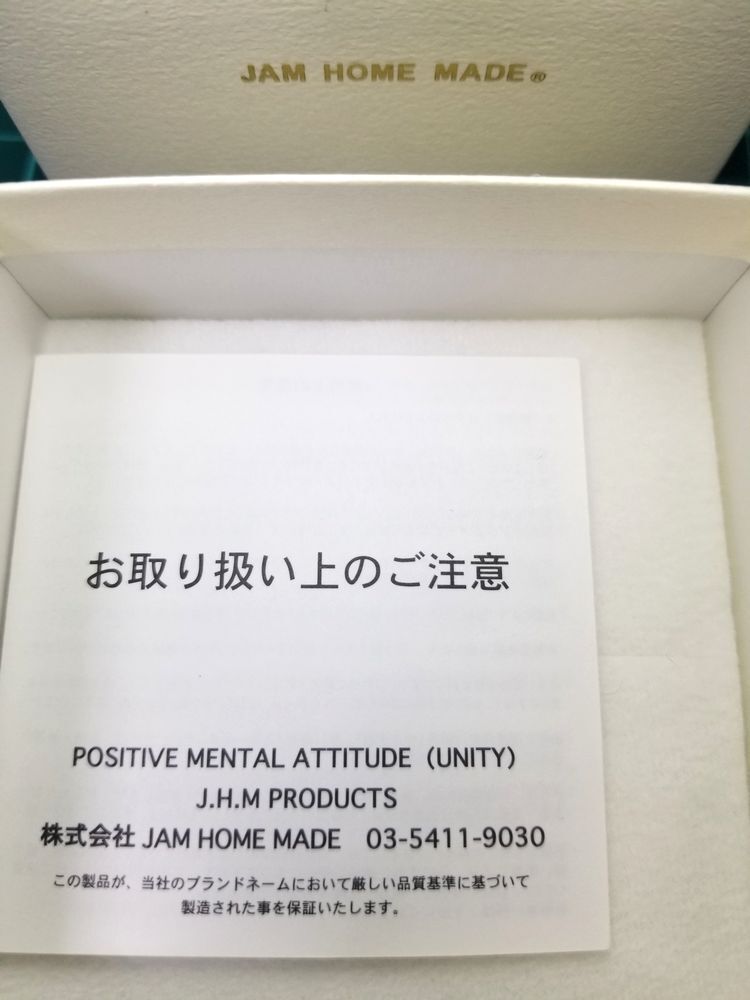 JAM HOME MADE®
お取り扱い上のご注意
POSITIVE MENTAL ATTITUDE（UNITY）
J.H.M PRODUCTS
株式会社 JAM HOME MADE　03-5411-9030
この製品が、当社のブランドネームにおいて厳しい品質基準に基づいて
製造された事を保証いたします。